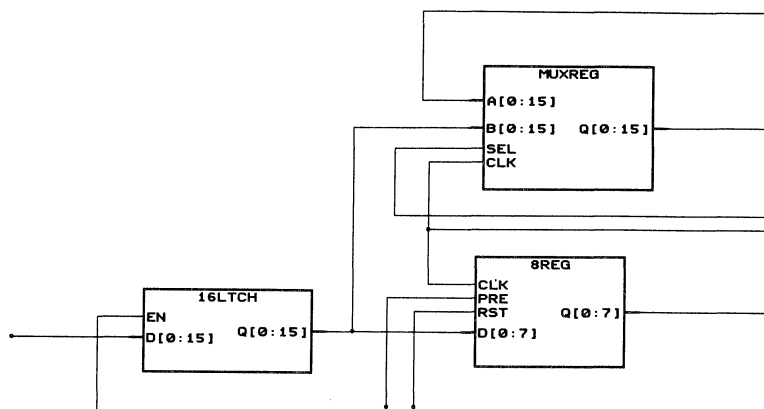 MUXREG
A[0:15]
B[0:15] Q[0:15]
SEL
CLK
8REG
CLK
PRE
RST Q[0:7]
D[0:7]
16LTCH
EN
D[0:15] Q[0:15]